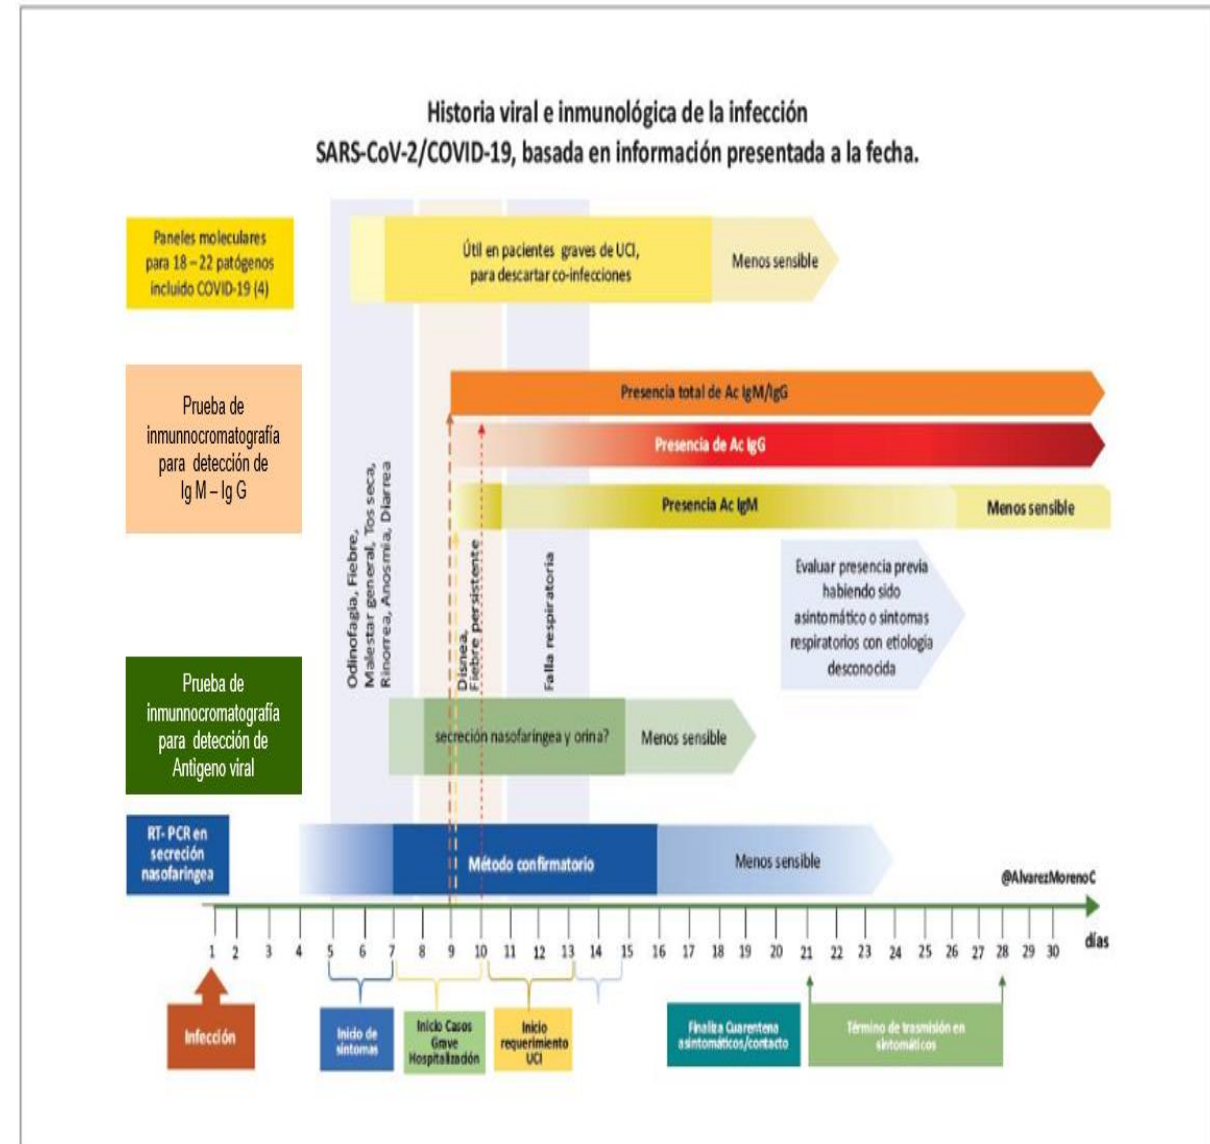 Historia viral e inmunológica de la infección
SARS-CoV-2/COVID-19, basada en información presentada a la fecha.
Paneles moleculares
para 18 – 22 patógenos
incluido COVID-19 (4)
Útil en pacientes graves de UCI,
para descartar co-infecciones
Menos sensible
Prueba de
inmunnocromatografía
para detección de
Ig M – Ig G
Presencia total de Ac IgM/IgG
Presencia de Ac IgG
Presencia Ac IgM
Menos sensible
Odinofagia, Fiebre,
Malestar general, Tos seca,
Rinorrea, Anosmia, Diarrea
Disnea,
Fiebre persistente
Falla respiratoria
Evaluar presencia previa
habiendo sido
asintomático o sintomas
respiratorios con etiologia
desconocida
Prueba de
inmunnocromatografía
para detección de
Antigeno viral
secreción nasofaríngea y orina?
Menos sensible
RT- PCR en
secreción
nasofaringea
Método confirmatorio
Menos sensible
@AlvarezMorenoC
1 2 3 4 5 6 7 8 9 10 11 12 13 14 15 16 17 18 19 20 21 22 23 24 25 26 27 28 29 30
días
Infección
Inicio de
sintomas
Inicio Casos
Grave
Hospitalización
Inicio
requerimiento
UCI
Finaliza Cuarentena
asintomáticos/contacto
Término de trasmisión en
sintomáticos